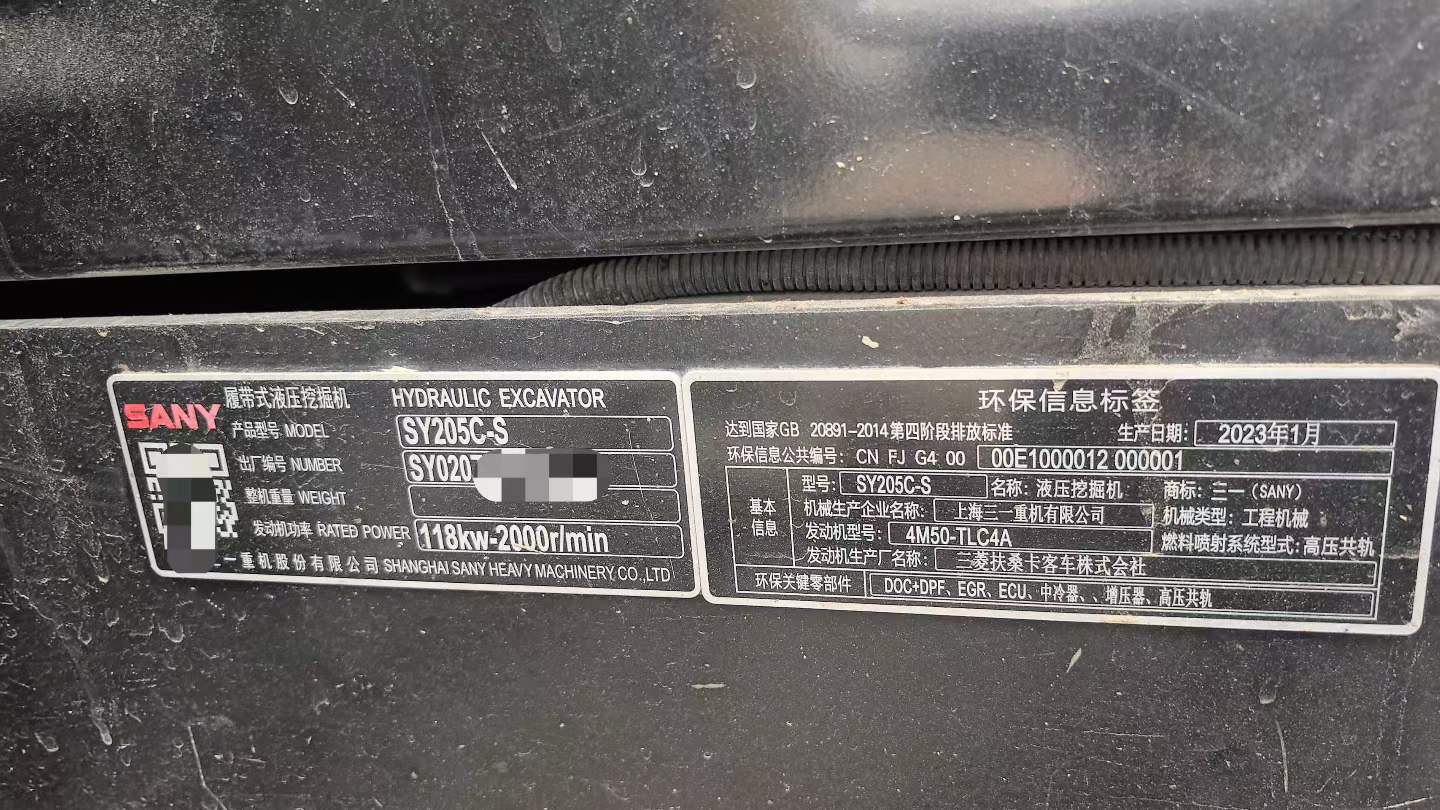 SANY
履带式液压挖掘机 HYDRAULIC EXCAVATOR
产品型号 MODEL SY205C-S
出厂编号 NUMBER SY020
整机重量 WEIGHT
发动机功率 RATED POWER 118kw-2000r/min
一重机股份有限公司 SHANGHAI SANY HEAVY MACHINERY CO.,LTD
环保信息标签
达到国家GB 20891-2014第四阶段排放标准 生产日期: 2023年1月
环保信息公共编号: CN FJ G4 00 00E1000012 000001
基本信息
型号: SY205C-S 名称: 液压挖掘机 商标: 三一 (SANY)
机械生产企业名称: 上海三一重机有限公司 机械类型: 工程机械
发动机型号: 4M50-TLC4A 燃料喷射系统型式: 高压共轨
发动机生产厂名称: 三菱扶桑卡客车株式会社
环保关键零部件 DOC+DPF、EGR、ECU、中冷器、、增压器、高压共轨